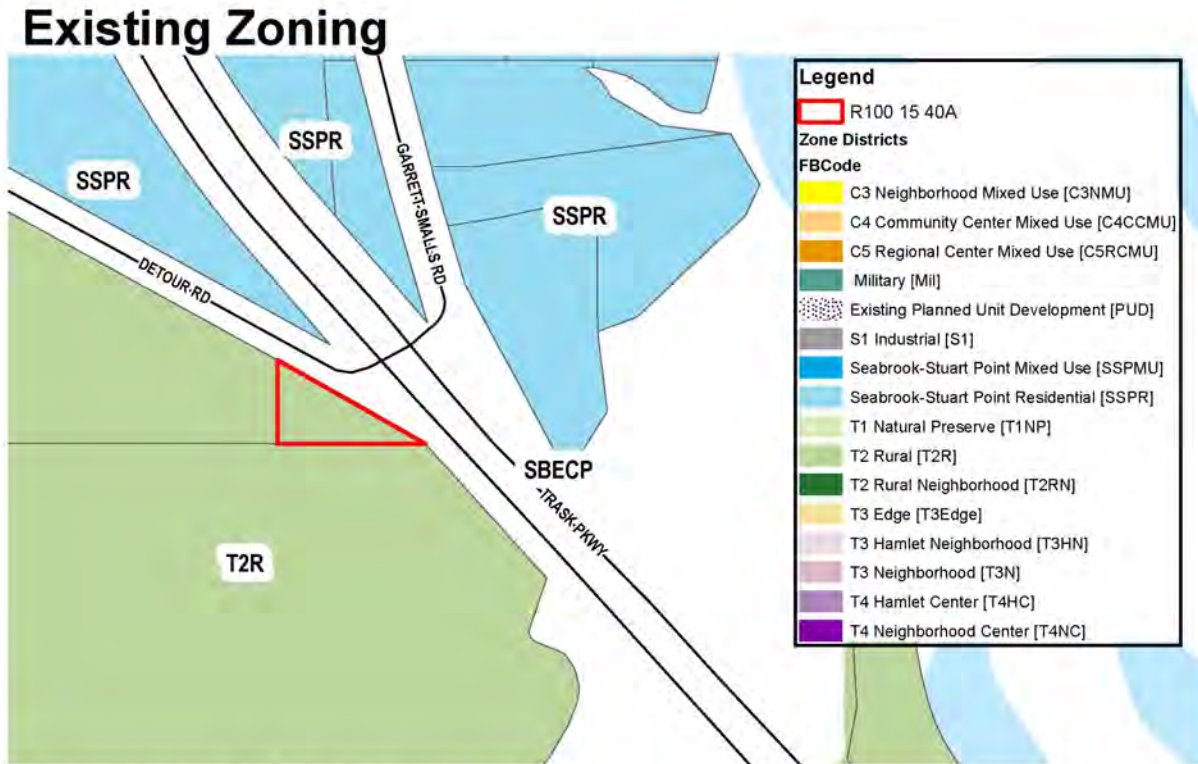 Existing Zoning
SSPR
SSPR
GARRETT-SMALLS RD
SSPR
DETOUR-RD
SBECP
TRASK-PKWY
T2R
Legend
R100 15 40A
Zone Districts
FBCode
C3 Neighborhood Mixed Use [C3NMU]
C4 Community Center Mixed Use [C4CCMU]
C5 Regional Center Mixed Use [C5RCMU]
Military [Mil]
Existing Planned Unit Development [PUD]
S1 Industrial [S1]
Seabrook-Stuart Point Mixed Use [SSPMU]
Seabrook-Stuart Point Residential [SSPR]
T1 Natural Preserve [T1NP]
T2 Rural [T2R]
T2 Rural Neighborhood [T2RN]
T3 Edge [T3Edge]
T3 Hamlet Neighborhood [T3HN]
T3 Neighborhood [T3N]
T4 Hamlet Center [T4HC]
T4 Neighborhood Center [T4NC]